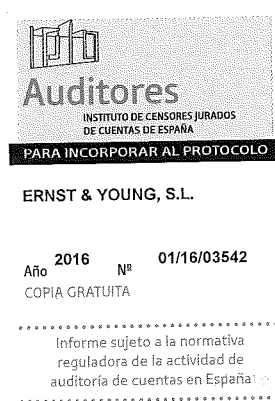 Auditores
INSTITUTO DE CENSORES JURADOS
DE CUENTAS DE ESPAÑA
PARA INCORPORAR AL PROTOCOLO
ERNST & YOUNG, S.L.
Año 2016 Nº 01/16/03542
COPIA GRATUITA
Informe sujeto a la normativa
reguladora de la actividad de
auditoría de cuentas en España